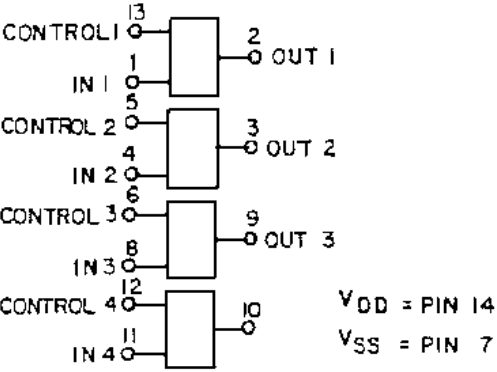 13
CONTROL 1
2
OUT 1
1
IN 1
5
CONTROL 2
3
OUT 2
4
IN 2
6
CONTROL 3
9
OUT 3
8
IN 3
12
CONTROL 4
10
11
IN 4
VDD = PIN 14
VSS = PIN 7